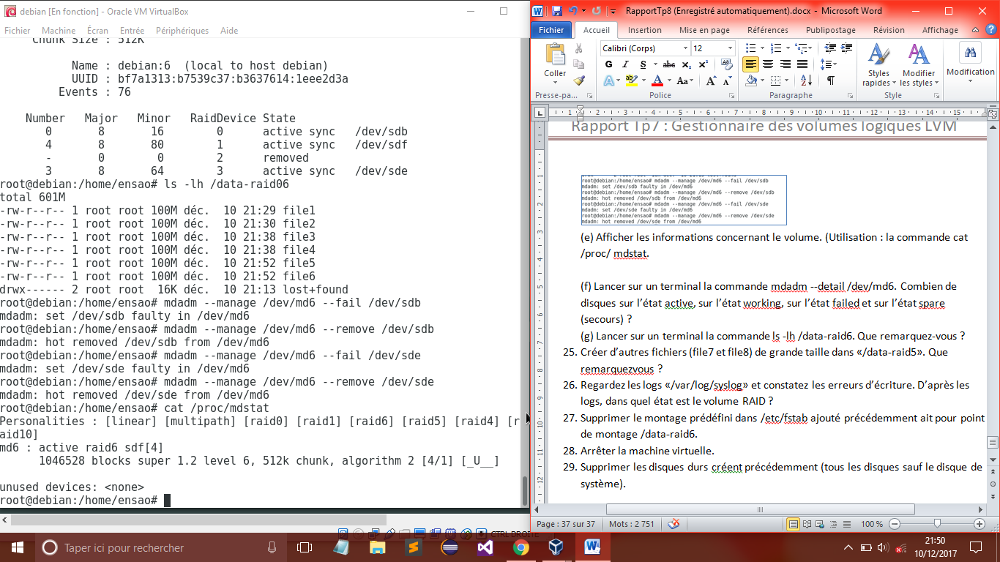 debian [En fonction] - Oracle VM VirtualBox
Fichier Machine Écran Entrée Périphériques Aide
Chunk Size : 512K
Name : debian:6 (local to host debian)
UUID : bf7a1313:b7539c37:b3637614:1eee2d3a
Events : 76
Number Major Minor RaidDevice State
0 8 16 0 active sync /dev/sdb
4 8 80 1 active sync /dev/sdf
- 0 0 2 removed
3 8 64 3 active sync /dev/sde
root@debian:/home/ensao# ls -lh /data-raid06
total 601M
-rw-r--r-- 1 root root 100M déc. 10 21:29 file1
-rw-r--r-- 1 root root 100M déc. 10 21:30 file2
-rw-r--r-- 1 root root 100M déc. 10 21:38 file3
-rw-r--r-- 1 root root 100M déc. 10 21:38 file4
-rw-r--r-- 1 root root 100M déc. 10 21:52 file5
-rw-r--r-- 1 root root 100M déc. 10 21:52 file6
drwx------ 2 root root 16K déc. 10 21:13 lost+found
root@debian:/home/ensao# mdadm --manage /dev/md6 --fail /dev/sdb
mdadm: set /dev/sdb faulty in /dev/md6
root@debian:/home/ensao# mdadm --manage /dev/md6 --remove /dev/sdb
mdadm: hot removed /dev/sdb from /dev/md6
root@debian:/home/ensao# mdadm --manage /dev/md6 --fail /dev/sde
mdadm: set /dev/sde faulty in /dev/md6
root@debian:/home/ensao# mdadm --manage /dev/md6 --remove /dev/sde
mdadm: hot removed /dev/sde from /dev/md6
root@debian:/home/ensao# cat /proc/mdstat
Personalities : [linear] [multipath] [raid0] [raid1] [raid6] [raid5] [raid4] [r
aid10]
md6 : active raid6 sdf[4]
1046528 blocks super 1.2 level 6, 512k chunk, algorithm 2 [4/1] [_U__]
unused devices: <none>
root@debian:/home/ensao#
CTRL DROITE
RapportTp8 (Enregistré automatiquement).docx - Microsoft Word
Fichier Accueil Insertion Mise en page Références Publipostage Révision Affichage
Coller
Calibri (Corps) 12
G I S abc x₂ x²
Styles rapides
Modifier les styles
Modification
Presse-pa... Police Paragraphe Style
1 1 2 3 4 5 6 7 8 9 10 11 12 13 14 15
Rapport Tp7 : Gestionnaire des volumes logiques LVM
root@debian:/home/ensao# mdadm --manage /dev/md6 --fail /dev/sdb
mdadm: set /dev/sdb faulty in /dev/md6
root@debian:/home/ensao# mdadm --manage /dev/md6 --remove /dev/sdb
mdadm: hot removed /dev/sdb from /dev/md6
root@debian:/home/ensao# mdadm --manage /dev/md6 --fail /dev/sde
mdadm: set /dev/sde faulty in /dev/md6
root@debian:/home/ensao# mdadm --manage /dev/md6 --remove /dev/sde
mdadm: hot removed /dev/sde from /dev/md6
(e) Afficher les informations concernant le volume. (Utilisation : la commande cat
/proc/ mdstat.
(f) Lancer sur un terminal la commande mdadm --detail /dev/md6. Combien de
disques sur l’état active, sur l’état working, sur l’état failed et sur l’état spare
(secours) ?
(g) Lancer sur un terminal la commande ls -lh /data-raid6. Que remarquez-vous ?
25. Créer d’autres fichiers (file7 et file8) de grande taille dans «/data-raid5». Que
remarquezvous ?
26. Regardez les logs «/var/log/syslog» et constatez les erreurs d’écriture. D’après les
logs, dans quel état est le volume RAID ?
27. Supprimer le montage prédéfini dans /etc/fstab ajouté précédemment ait pour point
de montage /data-raid6.
28. Arrêter la machine virtuelle.
29. Supprimer les disques durs créent précédemment (tous les disques sauf le disque de
système).
Page : 37 sur 37 Mots : 2 751 100 %
Taper ici pour rechercher
21:50
10/12/2017